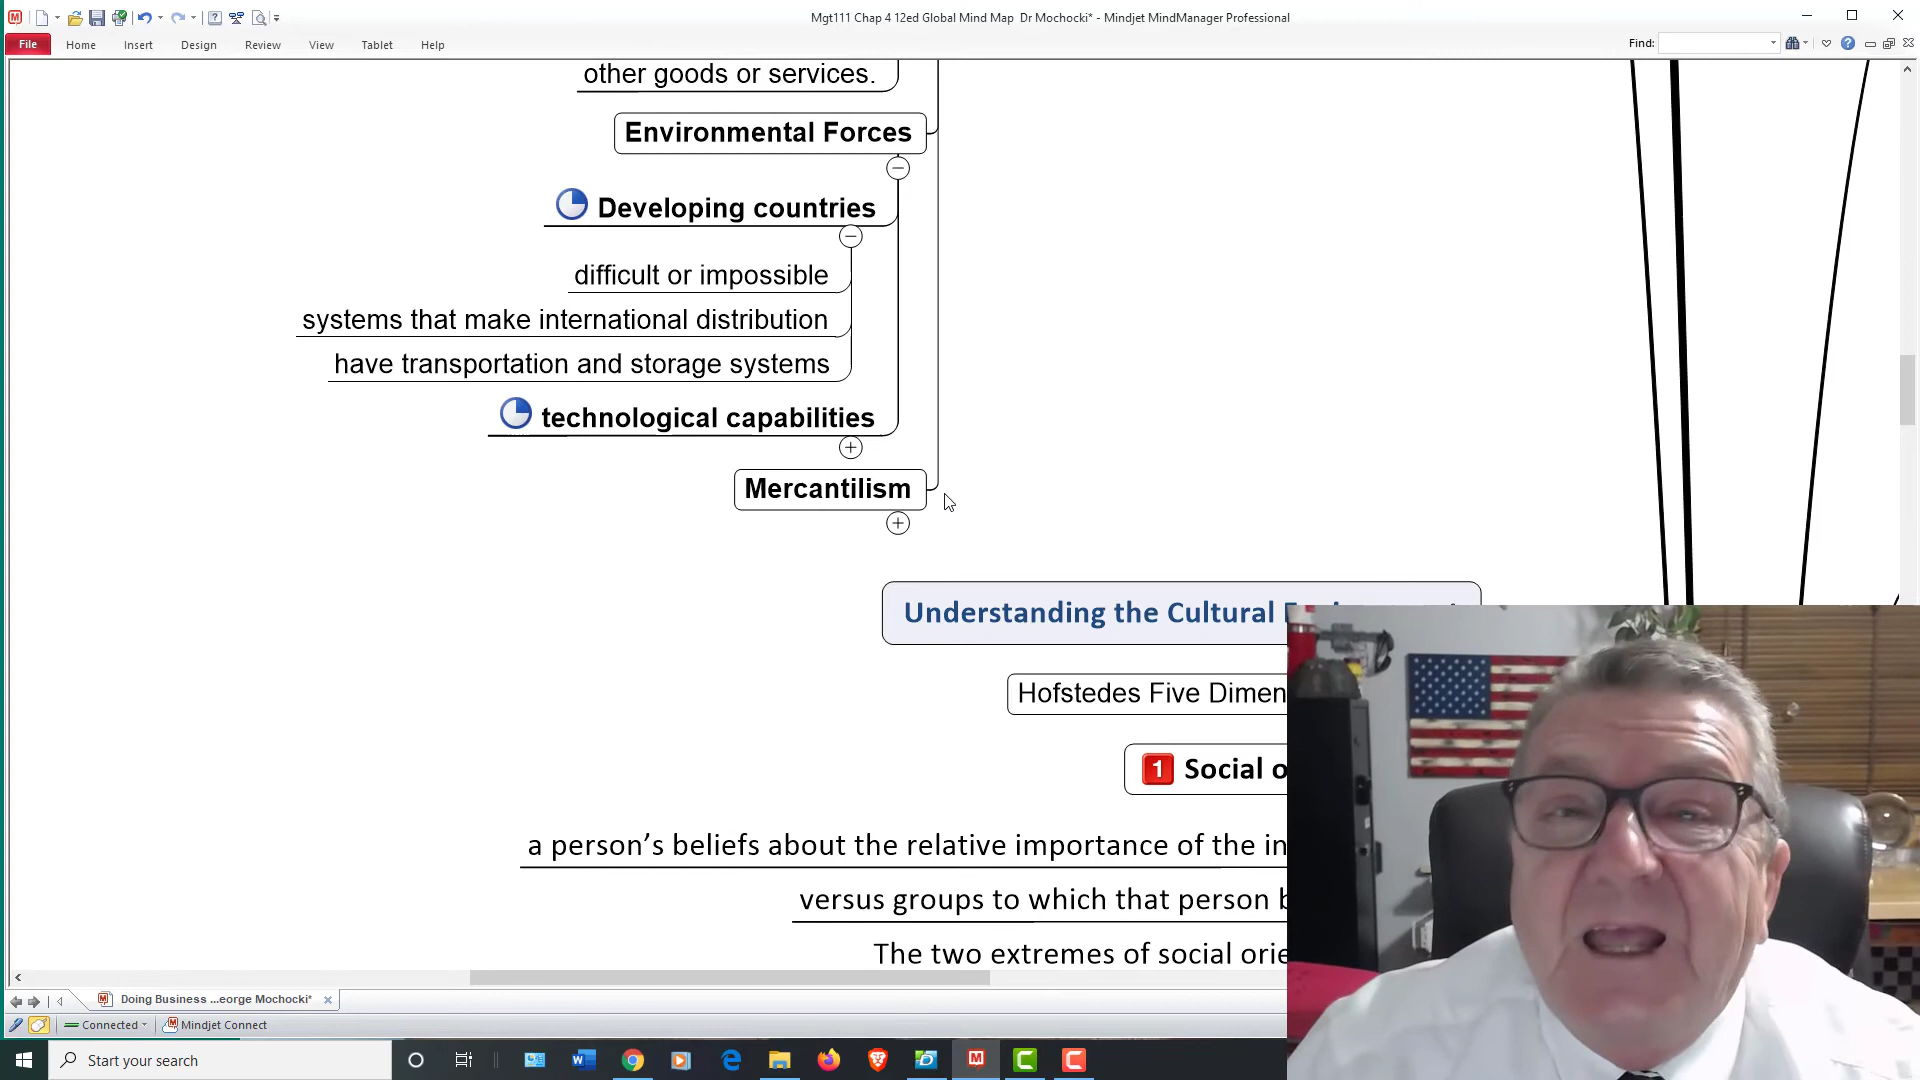 Mgt111 Chap 4 12ed Global Mind Map  Dr Mochocki* - Mindjet MindManager Professional
File Home Insert Design Review View Tablet Help
Find:
other goods or services.
Environmental Forces
Developing countries
difficult or impossible
systems that make international distribution
have transportation and storage systems
technological capabilities
Mercantilism
Understanding the Cultural
Hofstedes Five Dimen
1 Social o
a person’s beliefs about the relative importance of the in
versus groups to which that person b
The two extremes of social orie
Doing Business ...eorge Mochocki*
Connected Mindjet Connect
Start your search